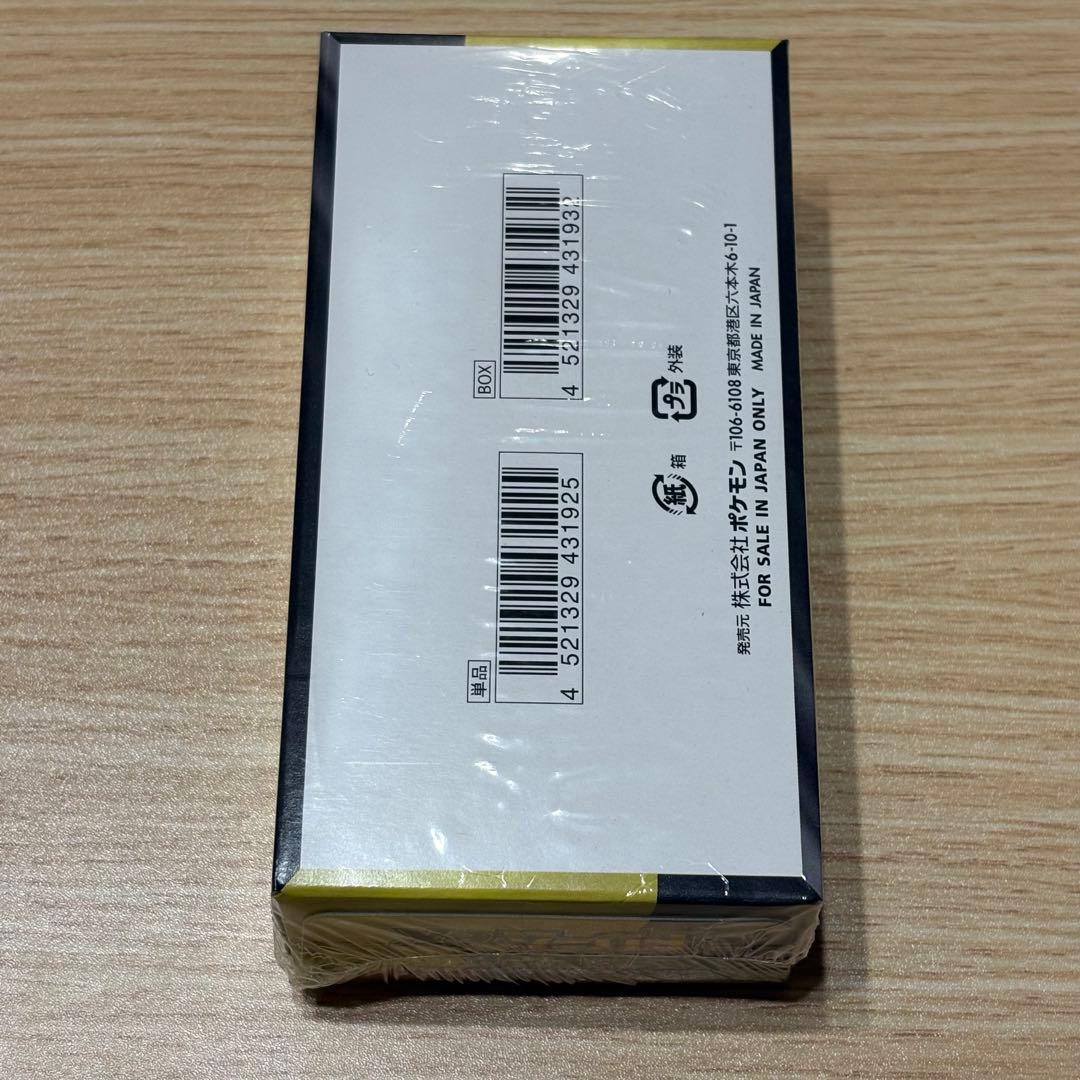 単品
4 521329 431925
BOX
4 521329 431932
紙 箱
プラ 外装
発売元 株式会社 ポケモン 〒106-6108 東京都港区六本木6-10-1
FOR SALE IN JAPAN ONLY MADE IN JAPAN